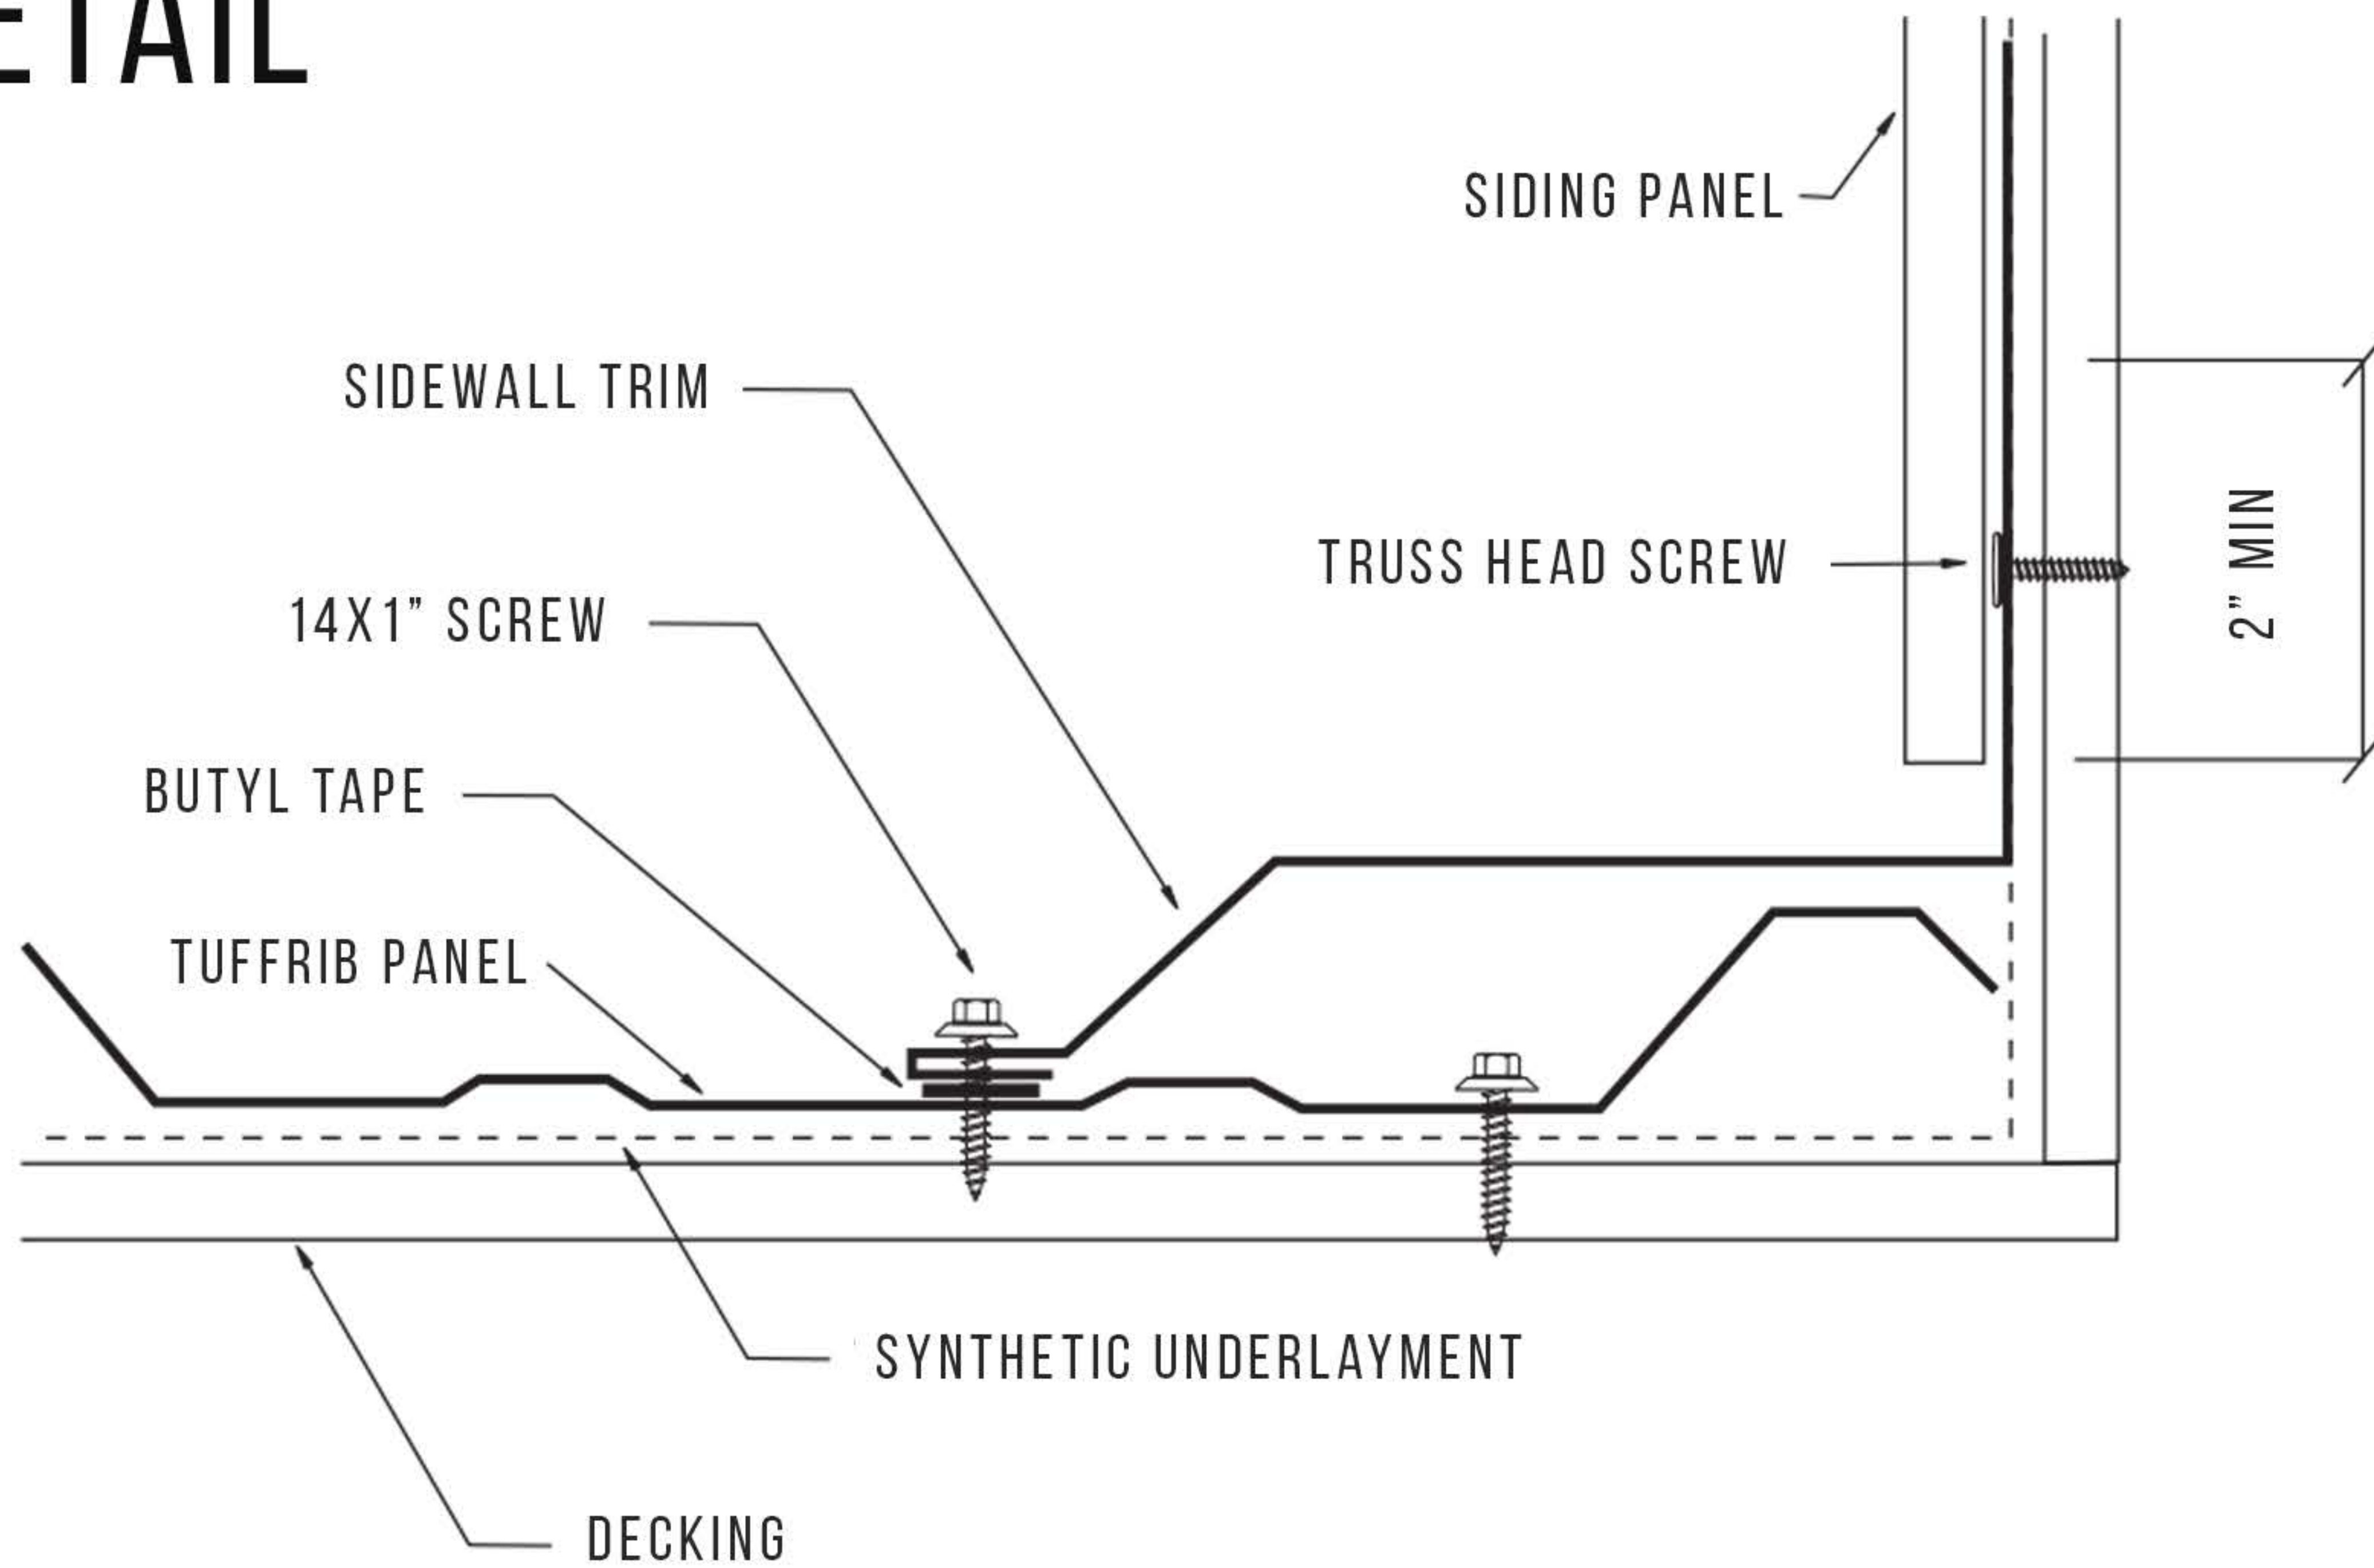 ETAIL
SIDING PANEL
SIDEWALL TRIM
TRUSS HEAD SCREW
2” MIN
14X1” SCREW
BUTYL TAPE
TUFFRIB PANEL
SYNTHETIC UNDERLAYMENT
DECKING